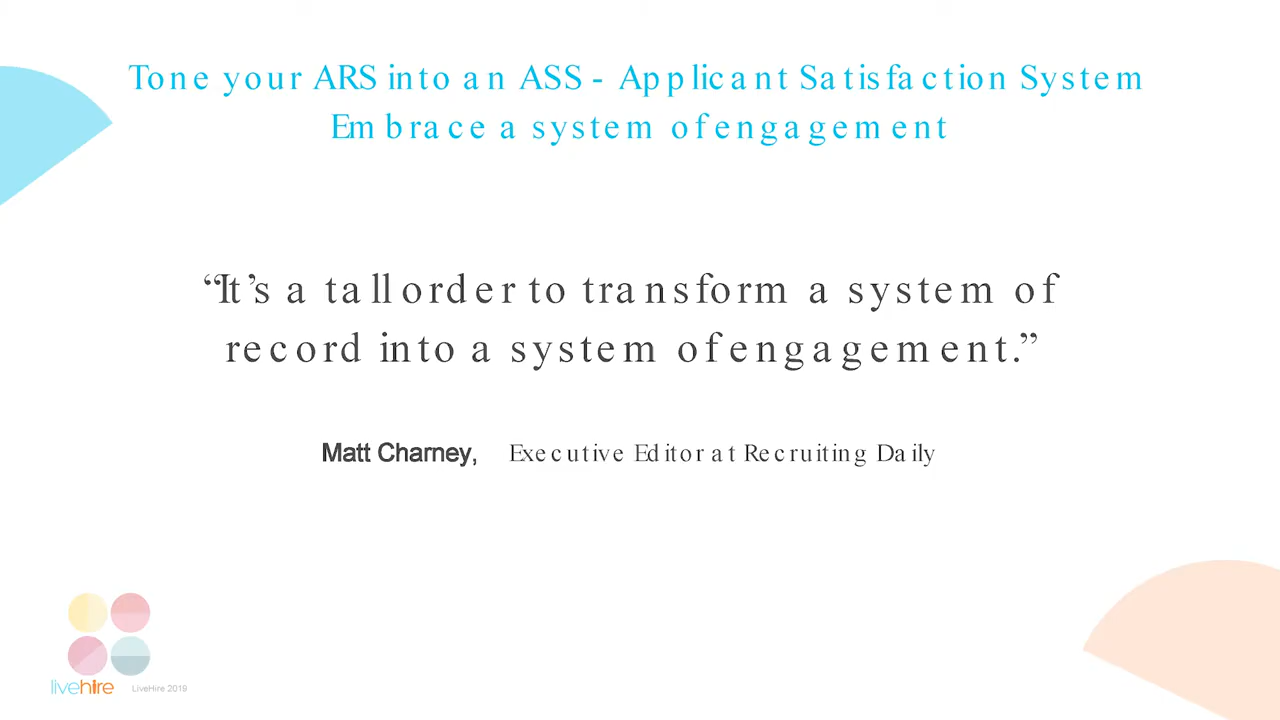 Tone your ARS into an ASS - Applicant Satisfaction System
Embrace a system of engagement
“It’s a tall order to transform a system of
record into a system of engagement.”
Matt Charney, Executive Editor at Recruiting Daily
livehire LiveHire 2019